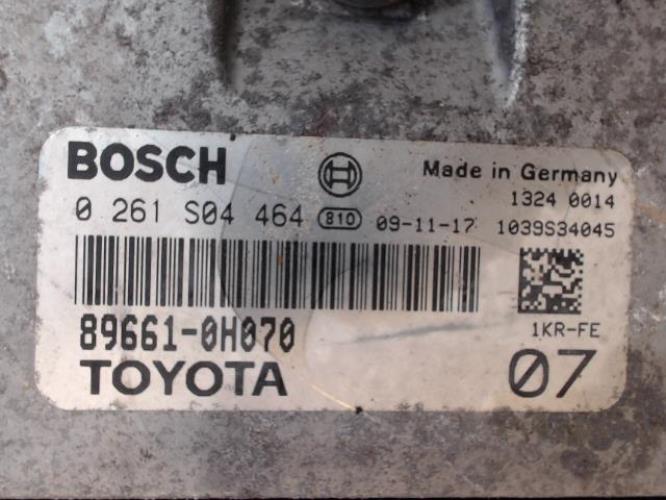 BOSCH Made in Germany
1324 0014
0 261 S04 464 810 09-11-17 1039S34045
89661-0H070 1KR-FE
TOYOTA 07